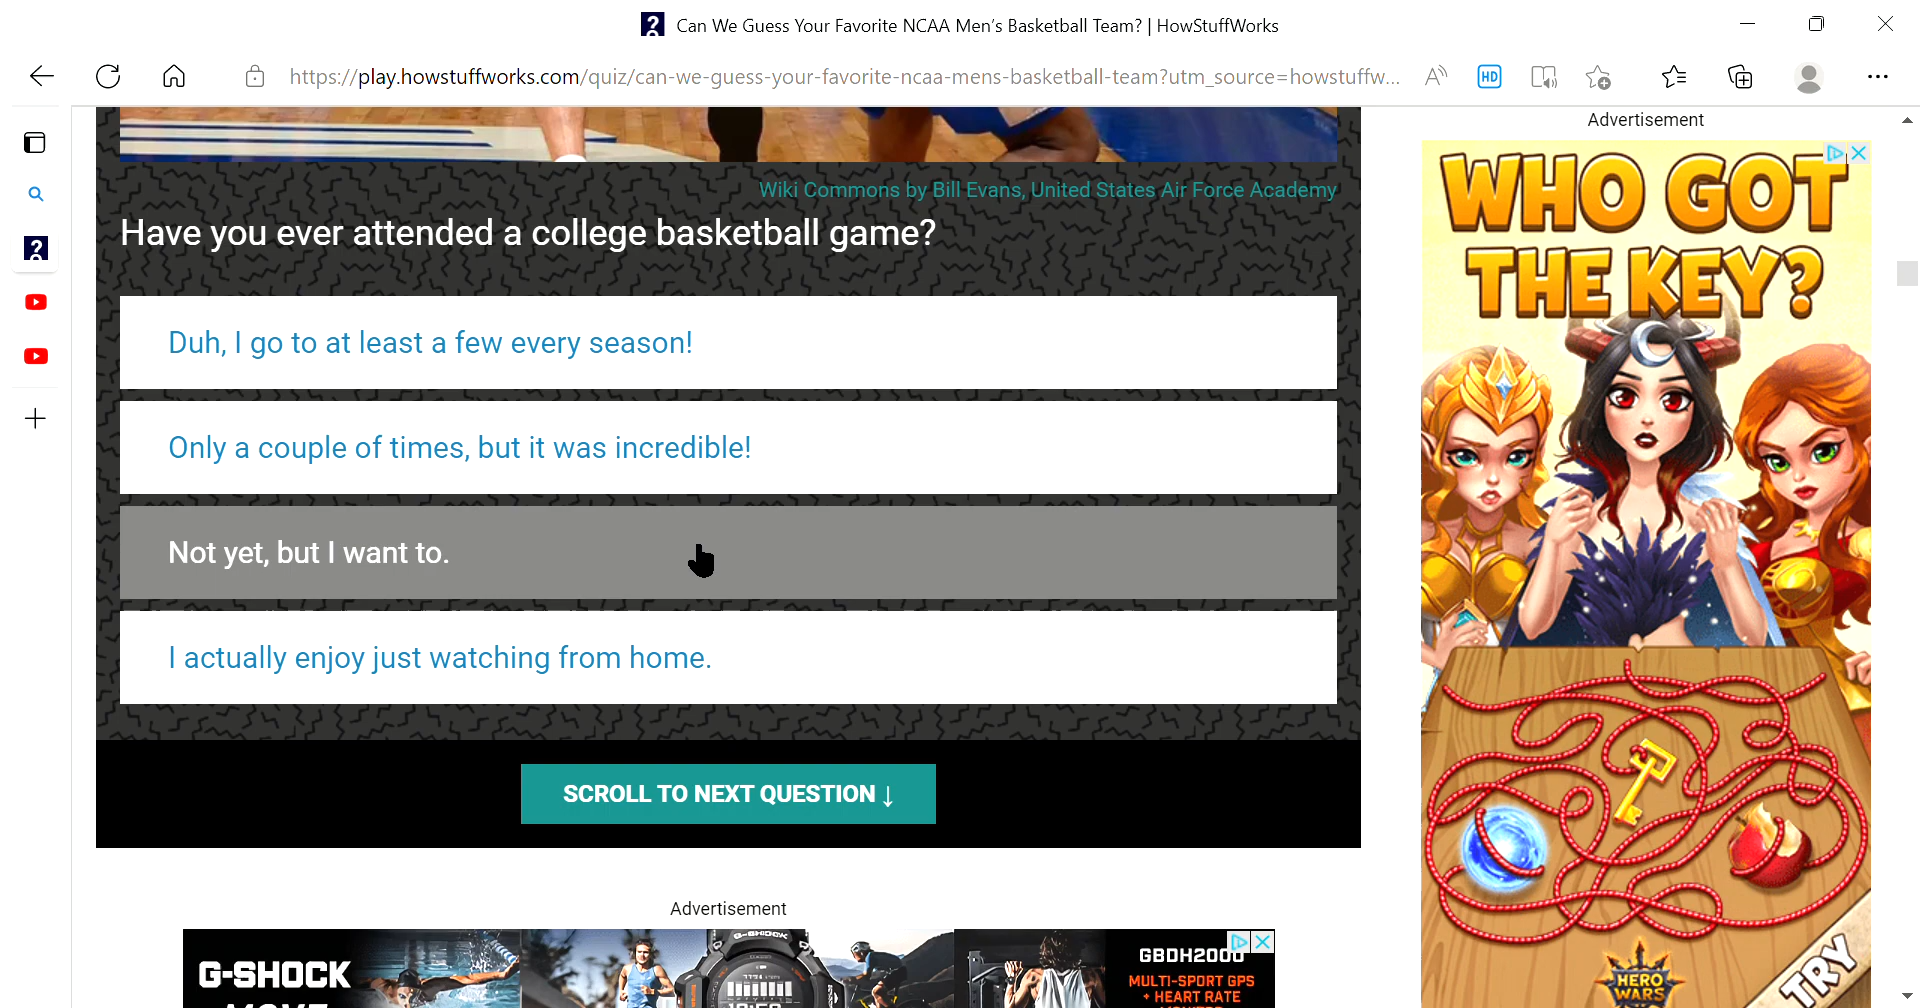 Can We Guess Your Favorite NCAA Men's Basketball Team? | HowStuffWorks
https://play.howstuffworks.com/quiz/can-we-guess-your-favorite-ncaa-mens-basketball-team?utm_source=howstuffw...
HD
Advertisement
WHO GOT
THE KEY?
Wiki Commons by Bill Evans, United States Air Force Academy
Have you ever attended a college basketball game?
Duh, I go to at least a few every season!
Only a couple of times, but it was incredible!
Not yet, but I want to.
I actually enjoy just watching from home.
SCROLL TO NEXT QUESTION ↓
Advertisement
G-SHOCK
G-SHOCK
GBDH2000
MULTI-SPORT GPS
+ HEART RATE
HERO
WARS
TRY